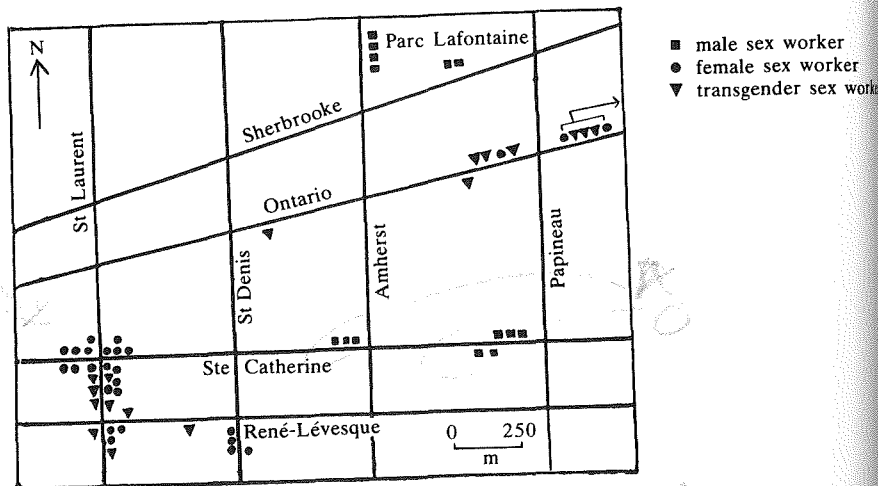 N
Parc Lafontaine
male sex worker
female sex worker
transgender sex work
Sherbrooke
St Laurent
Ontario
St Denis
Amherst
Papineau
Ste Catherine
René-Lévesque
0 250
m